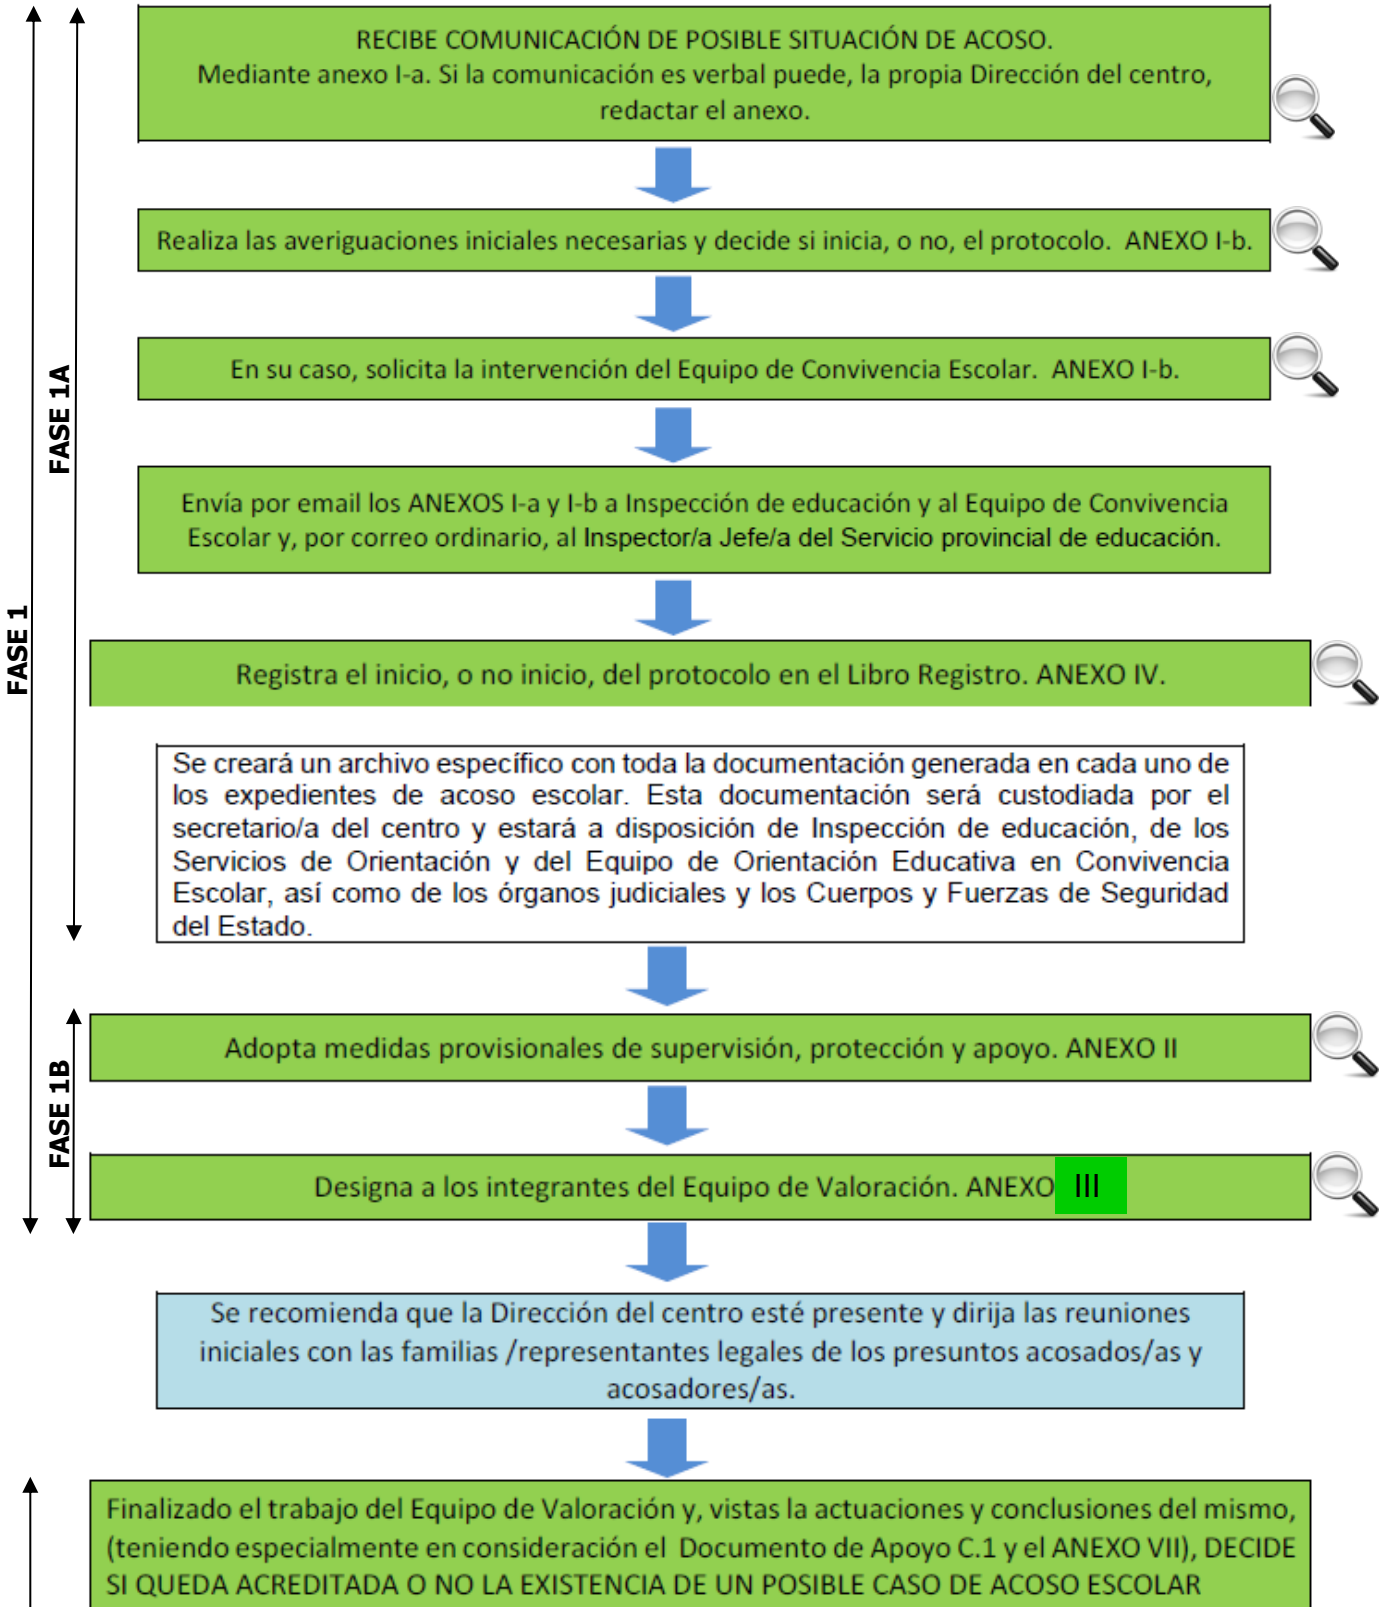 RECIBE COMUNICACIÓN DE POSIBLE SITUACIÓN DE ACOSO.
Mediante anexo I-a. Si la comunicación es verbal puede, la propia Dirección del centro,
redactar el anexo.
Realiza las averiguaciones iniciales necesarias y decide si inicia, o no, el protocolo. ANEXO I-b.
En su caso, solicita la intervención del Equipo de Convivencia Escolar. ANEXO I-b.
FASE 1A
Envía por email los ANEXOS I-a y I-b a Inspección de educación y al Equipo de Convivencia
Escolar y, por correo ordinario, al Inspector/a Jefe/a del Servicio provincial de educación.
FASE 1
Registra el inicio, o no inicio, del protocolo en el Libro Registro. ANEXO IV.
Se creará un archivo específico con toda la documentación generada en cada uno de
los expedientes de acoso escolar. Esta documentación será custodiada por el
secretario/a del centro y estará a disposición de Inspección de educación, de los
Servicios de Orientación y del Equipo de Orientación Educativa en Convivencia
Escolar, así como de los órganos judiciales y los Cuerpos y Fuerzas de Seguridad
del Estado.
Adopta medidas provisionales de supervisión, protección y apoyo. ANEXO II
FASE 1B
Designa a los integrantes del Equipo de Valoración. ANEXO III
Se recomienda que la Dirección del centro esté presente y dirija las reuniones
iniciales con las familias /representantes legales de los presuntos acosados/as y
acosadores/as.
Finalizado el trabajo del Equipo de Valoración y, vistas la actuaciones y conclusiones del mismo,
(teniendo especialmente en consideración el Documento de Apoyo C.1 y el ANEXO VII), DECIDE
SI QUEDA ACREDITADA O NO LA EXISTENCIA DE UN POSIBLE CASO DE ACOSO ESCOLAR